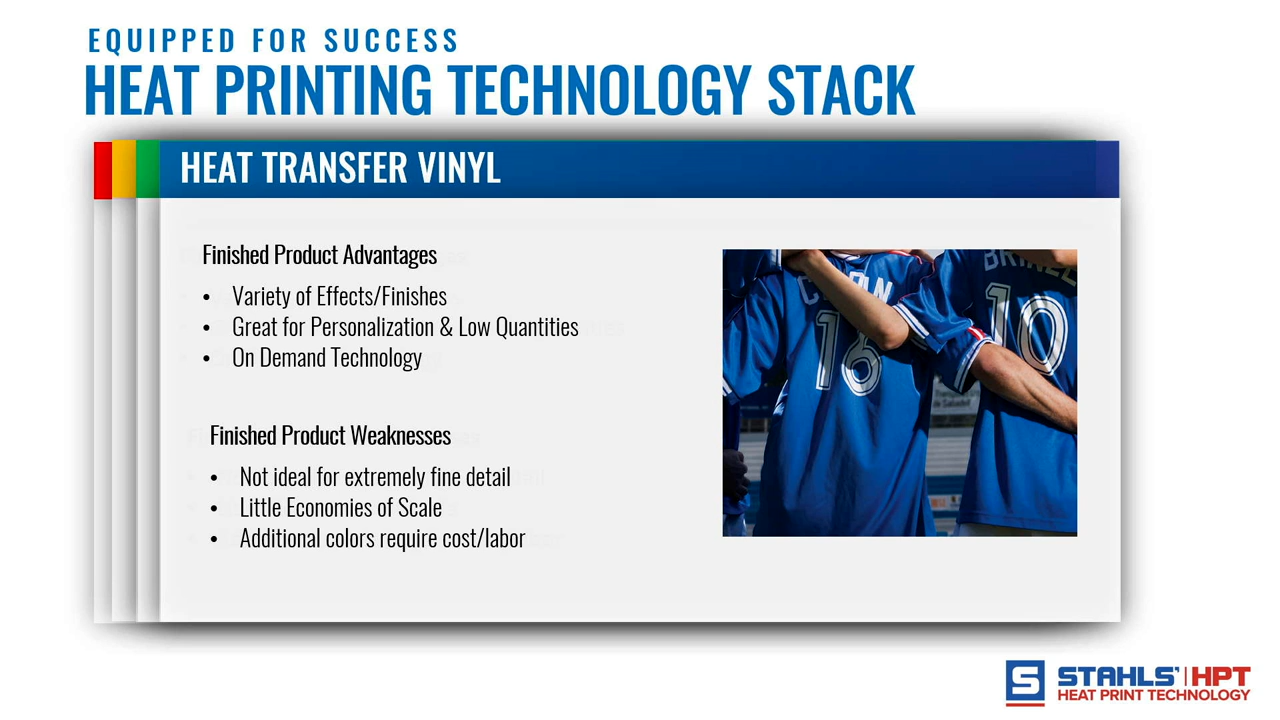 EQUIPPED FOR SUCCESS
HEAT PRINTING TECHNOLOGY STACK
HEAT TRANSFER VINYL
Finished Product Advantages
• Variety of Effects/Finishes
• Great for Personalization & Low Quantities
• On Demand Technology
Finished Product Weaknesses
• Not ideal for extremely fine detail
• Little Economies of Scale
• Additional colors require cost/labor
16
10
S STAHLS' | HPT
HEAT PRINT TECHNOLOGY